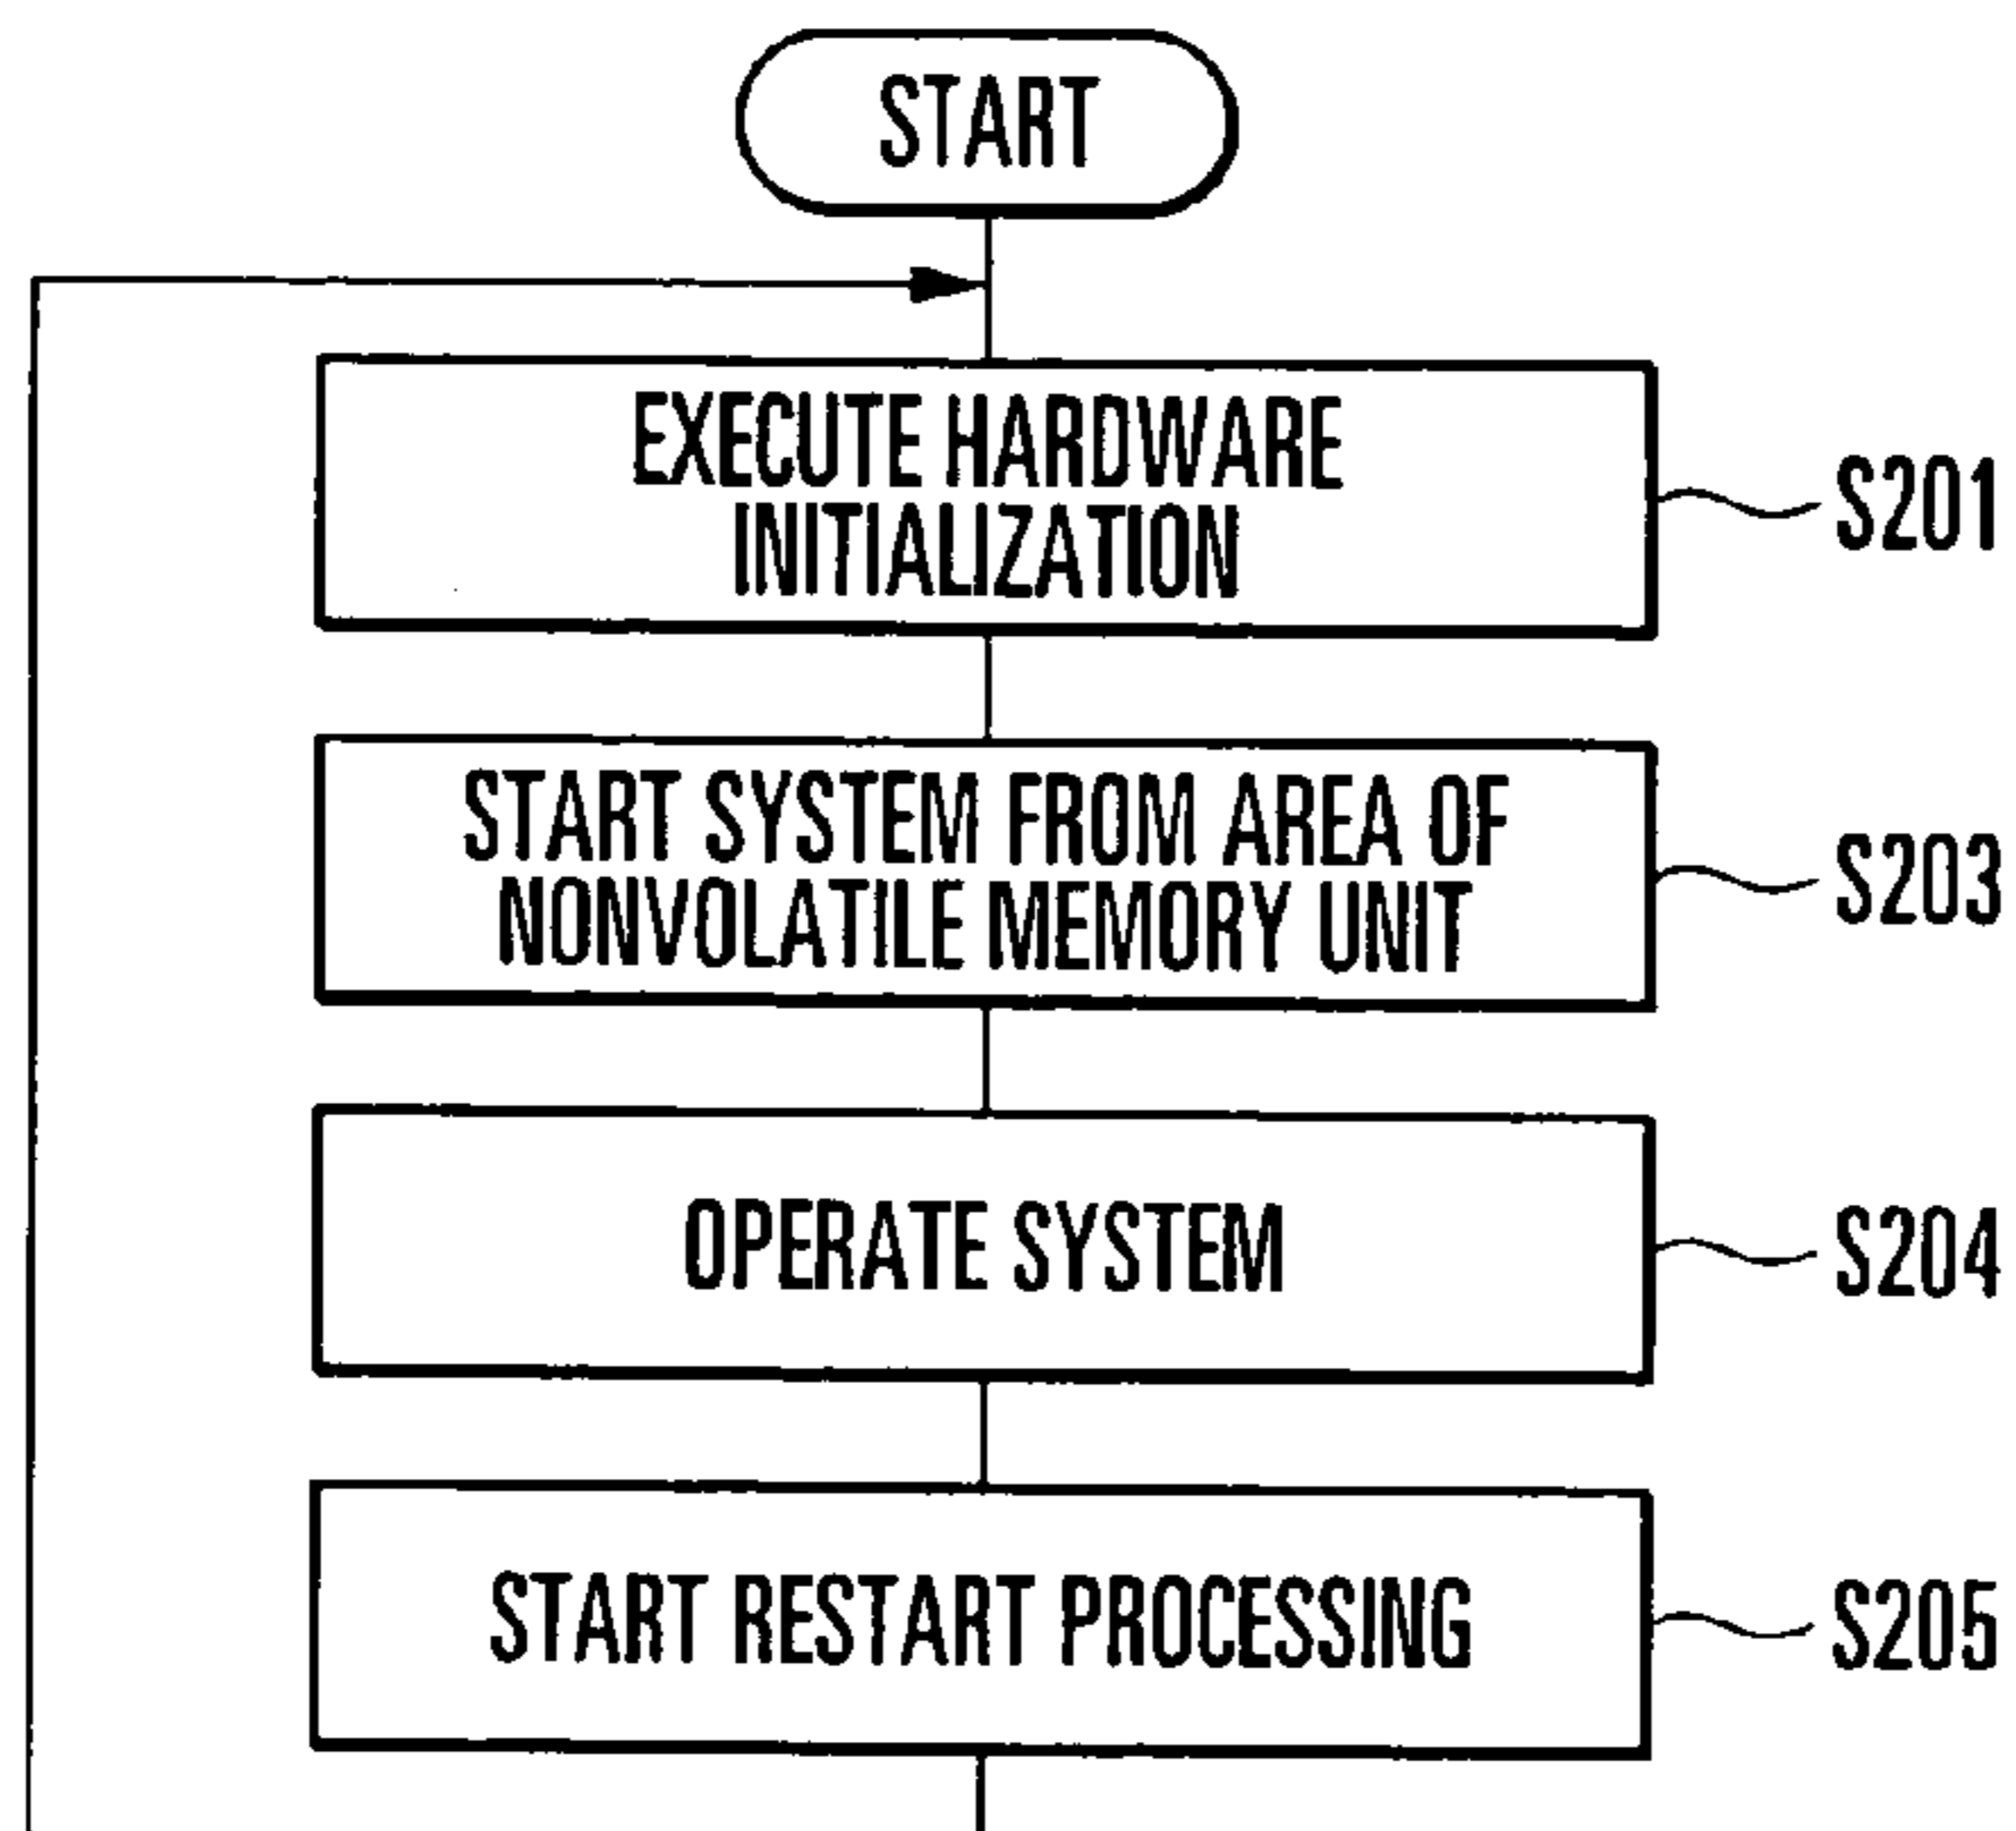 START
EXECUTE HARDWARE
INITIALIZATION
S201
START SYSTEM FROM AREA OF
NONVOLATILE MEMORY UNIT
S203
OPERATE SYSTEM
S204
START RESTART PROCESSING
S205